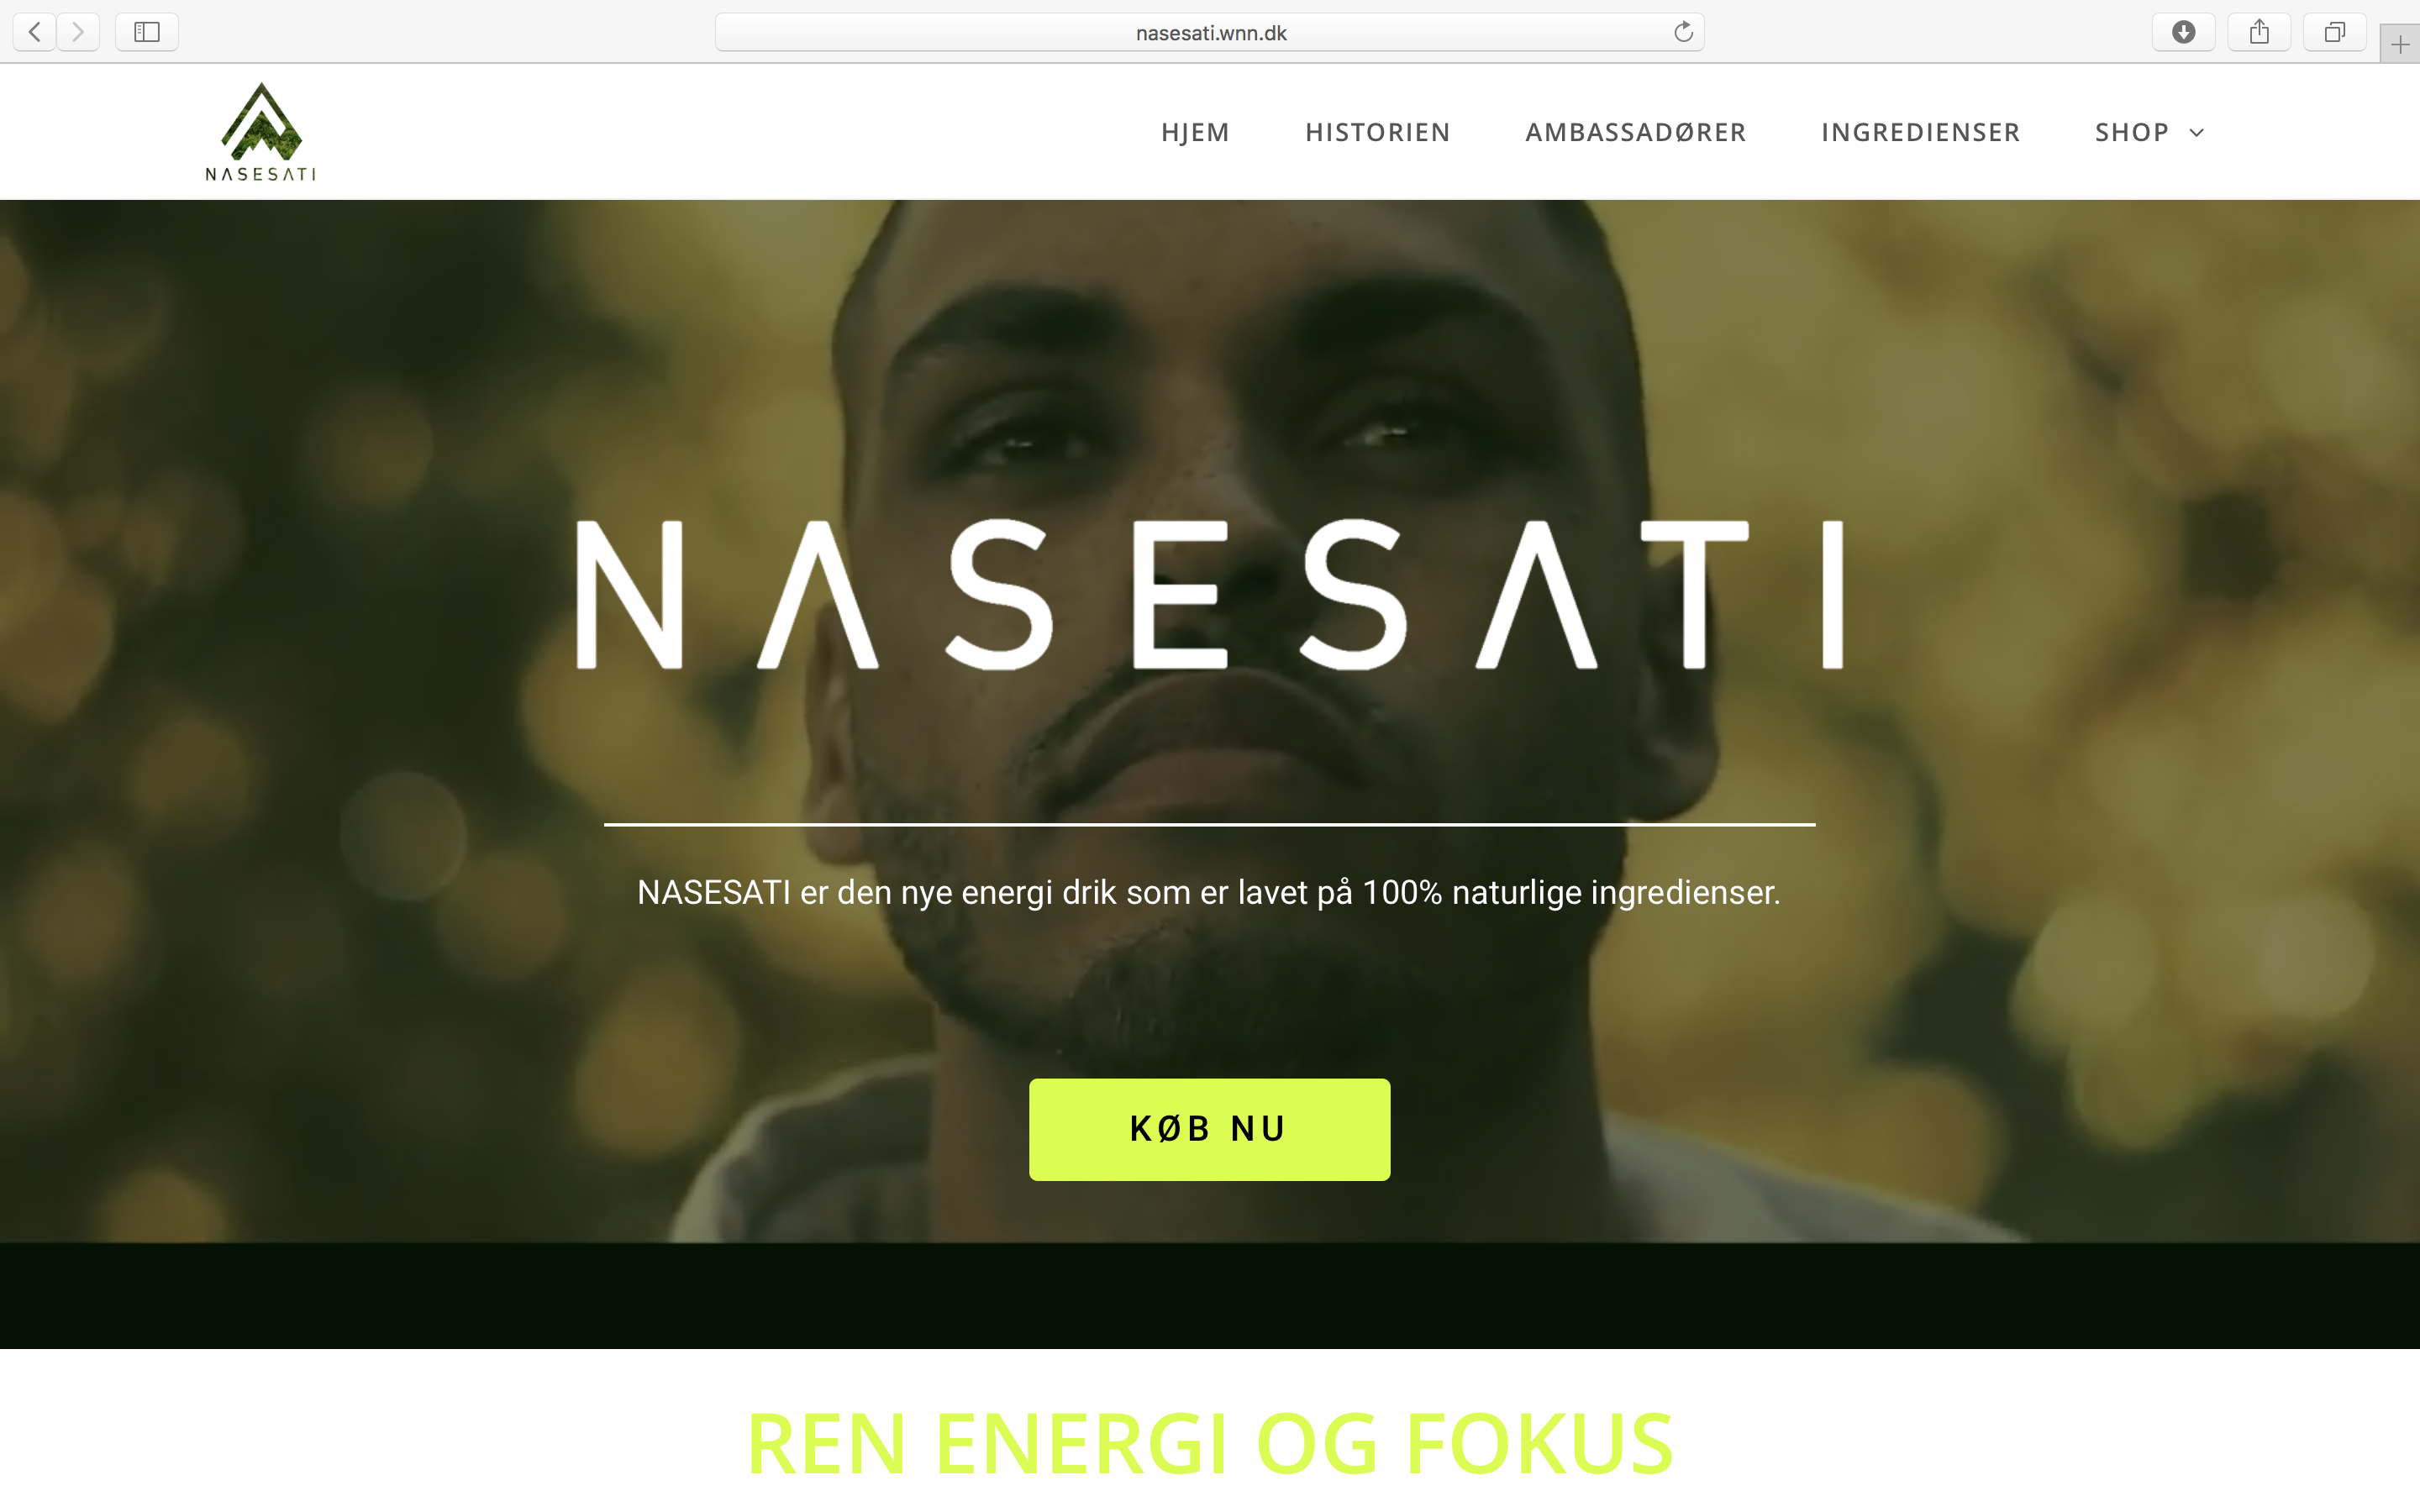 nasesati.wnn.dk
NASESATI
HJEM HISTORIEN AMBASSADØRER INGREDIENSER SHOP
NASESATI
NASESATI er den nye energi drik som er lavet på 100% naturlige ingredienser.
KØB NU
REN ENERGI OG FOKUS